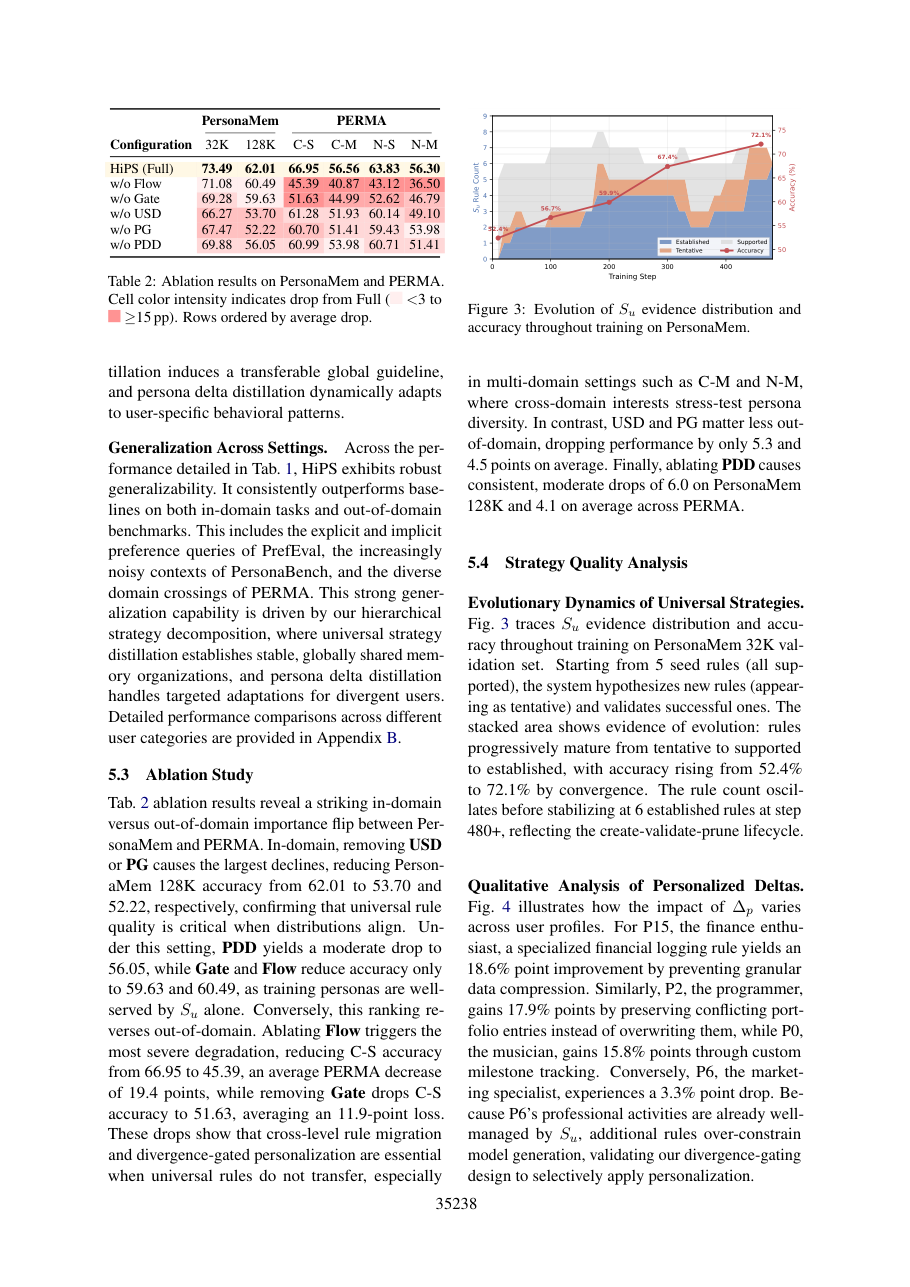 PersonaMem PERMA
Configuration 32K 128K C-S C-M N-S N-M
HiPS (Full) 73.49 62.01 66.95 56.56 63.83 56.30
w/o Flow 71.08 60.49 45.39 40.87 43.12 36.50
w/o Gate 69.28 59.63 51.63 44.99 52.62 46.79
w/o USD 66.27 53.70 61.28 51.93 60.14 49.10
w/o PG 67.47 52.22 60.70 51.41 59.43 53.98
w/o PDD 69.88 56.05 60.99 53.98 60.71 51.41
Table 2: Ablation results on PersonaMem and PERMA.
Cell color intensity indicates drop from Full ( <3 to
≥15 pp). Rows ordered by average drop.
tillation induces a transferable global guideline,
and persona delta distillation dynamically adapts
to user-specific behavioral patterns.
Generalization Across Settings. Across the per-
formance detailed in Tab. 1, HiPS exhibits robust
generalizability. It consistently outperforms base-
lines on both in-domain tasks and out-of-domain
benchmarks. This includes the explicit and implicit
preference queries of PrefEval, the increasingly
noisy contexts of PersonaBench, and the diverse
domain crossings of PERMA. This strong gener-
alization capability is driven by our hierarchical
strategy decomposition, where universal strategy
distillation establishes stable, globally shared mem-
ory organizations, and persona delta distillation
handles targeted adaptations for divergent users.
Detailed performance comparisons across different
user categories are provided in Appendix B.
5.3 Ablation Study
Tab. 2 ablation results reveal a striking in-domain
versus out-of-domain importance flip between Per-
sonaMem and PERMA. In-domain, removing USD
or PG causes the largest declines, reducing Person-
aMem 128K accuracy from 62.01 to 53.70 and
52.22, respectively, confirming that universal rule
quality is critical when distributions align. Un-
der this setting, PDD yields a moderate drop to
56.05, while Gate and Flow reduce accuracy only
to 59.63 and 60.49, as training personas are well-
served by Su alone. Conversely, this ranking re-
verses out-of-domain. Ablating Flow triggers the
most severe degradation, reducing C-S accuracy
from 66.95 to 45.39, an average PERMA decrease
of 19.4 points, while removing Gate drops C-S
accuracy to 51.63, averaging an 11.9-point loss.
These drops show that cross-level rule migration
and divergence-gated personalization are essential
when universal rules do not transfer, especially
9
8
7
6
5
4
3
2
1
0
Su Rule Count
0 100 200 300 400
Training Step
75
70
65
60
55
50
Accuracy (%)
52.4%
56.7%
59.9%
67.4%
72.1%
Established Supported
Tentative Accuracy
Figure 3: Evolution of Su evidence distribution and
accuracy throughout training on PersonaMem.
in multi-domain settings such as C-M and N-M,
where cross-domain interests stress-test persona
diversity. In contrast, USD and PG matter less out-
of-domain, dropping performance by only 5.3 and
4.5 points on average. Finally, ablating PDD causes
consistent, moderate drops of 6.0 on PersonaMem
128K and 4.1 on average across PERMA.
5.4 Strategy Quality Analysis
Evolutionary Dynamics of Universal Strategies.
Fig. 3 traces Su evidence distribution and accu-
racy throughout training on PersonaMem 32K val-
idation set. Starting from 5 seed rules (all sup-
ported), the system hypothesizes new rules (appear-
ing as tentative) and validates successful ones. The
stacked area shows evidence of evolution: rules
progressively mature from tentative to supported
to established, with accuracy rising from 52.4%
to 72.1% by convergence. The rule count oscil-
lates before stabilizing at 6 established rules at step
480+, reflecting the create-validate-prune lifecycle.
Qualitative Analysis of Personalized Deltas.
Fig. 4 illustrates how the impact of Δp varies
across user profiles. For P15, the finance enthu-
siast, a specialized financial logging rule yields an
18.6% point improvement by preventing granular
data compression. Similarly, P2, the programmer,
gains 17.9% points by preserving conflicting port-
folio entries instead of overwriting them, while P0,
the musician, gains 15.8% points through custom
milestone tracking. Conversely, P6, the market-
ing specialist, experiences a 3.3% point drop. Be-
cause P6's professional activities are already well-
managed by Su, additional rules over-constrain
model generation, validating our divergence-gating
design to selectively apply personalization.
35238